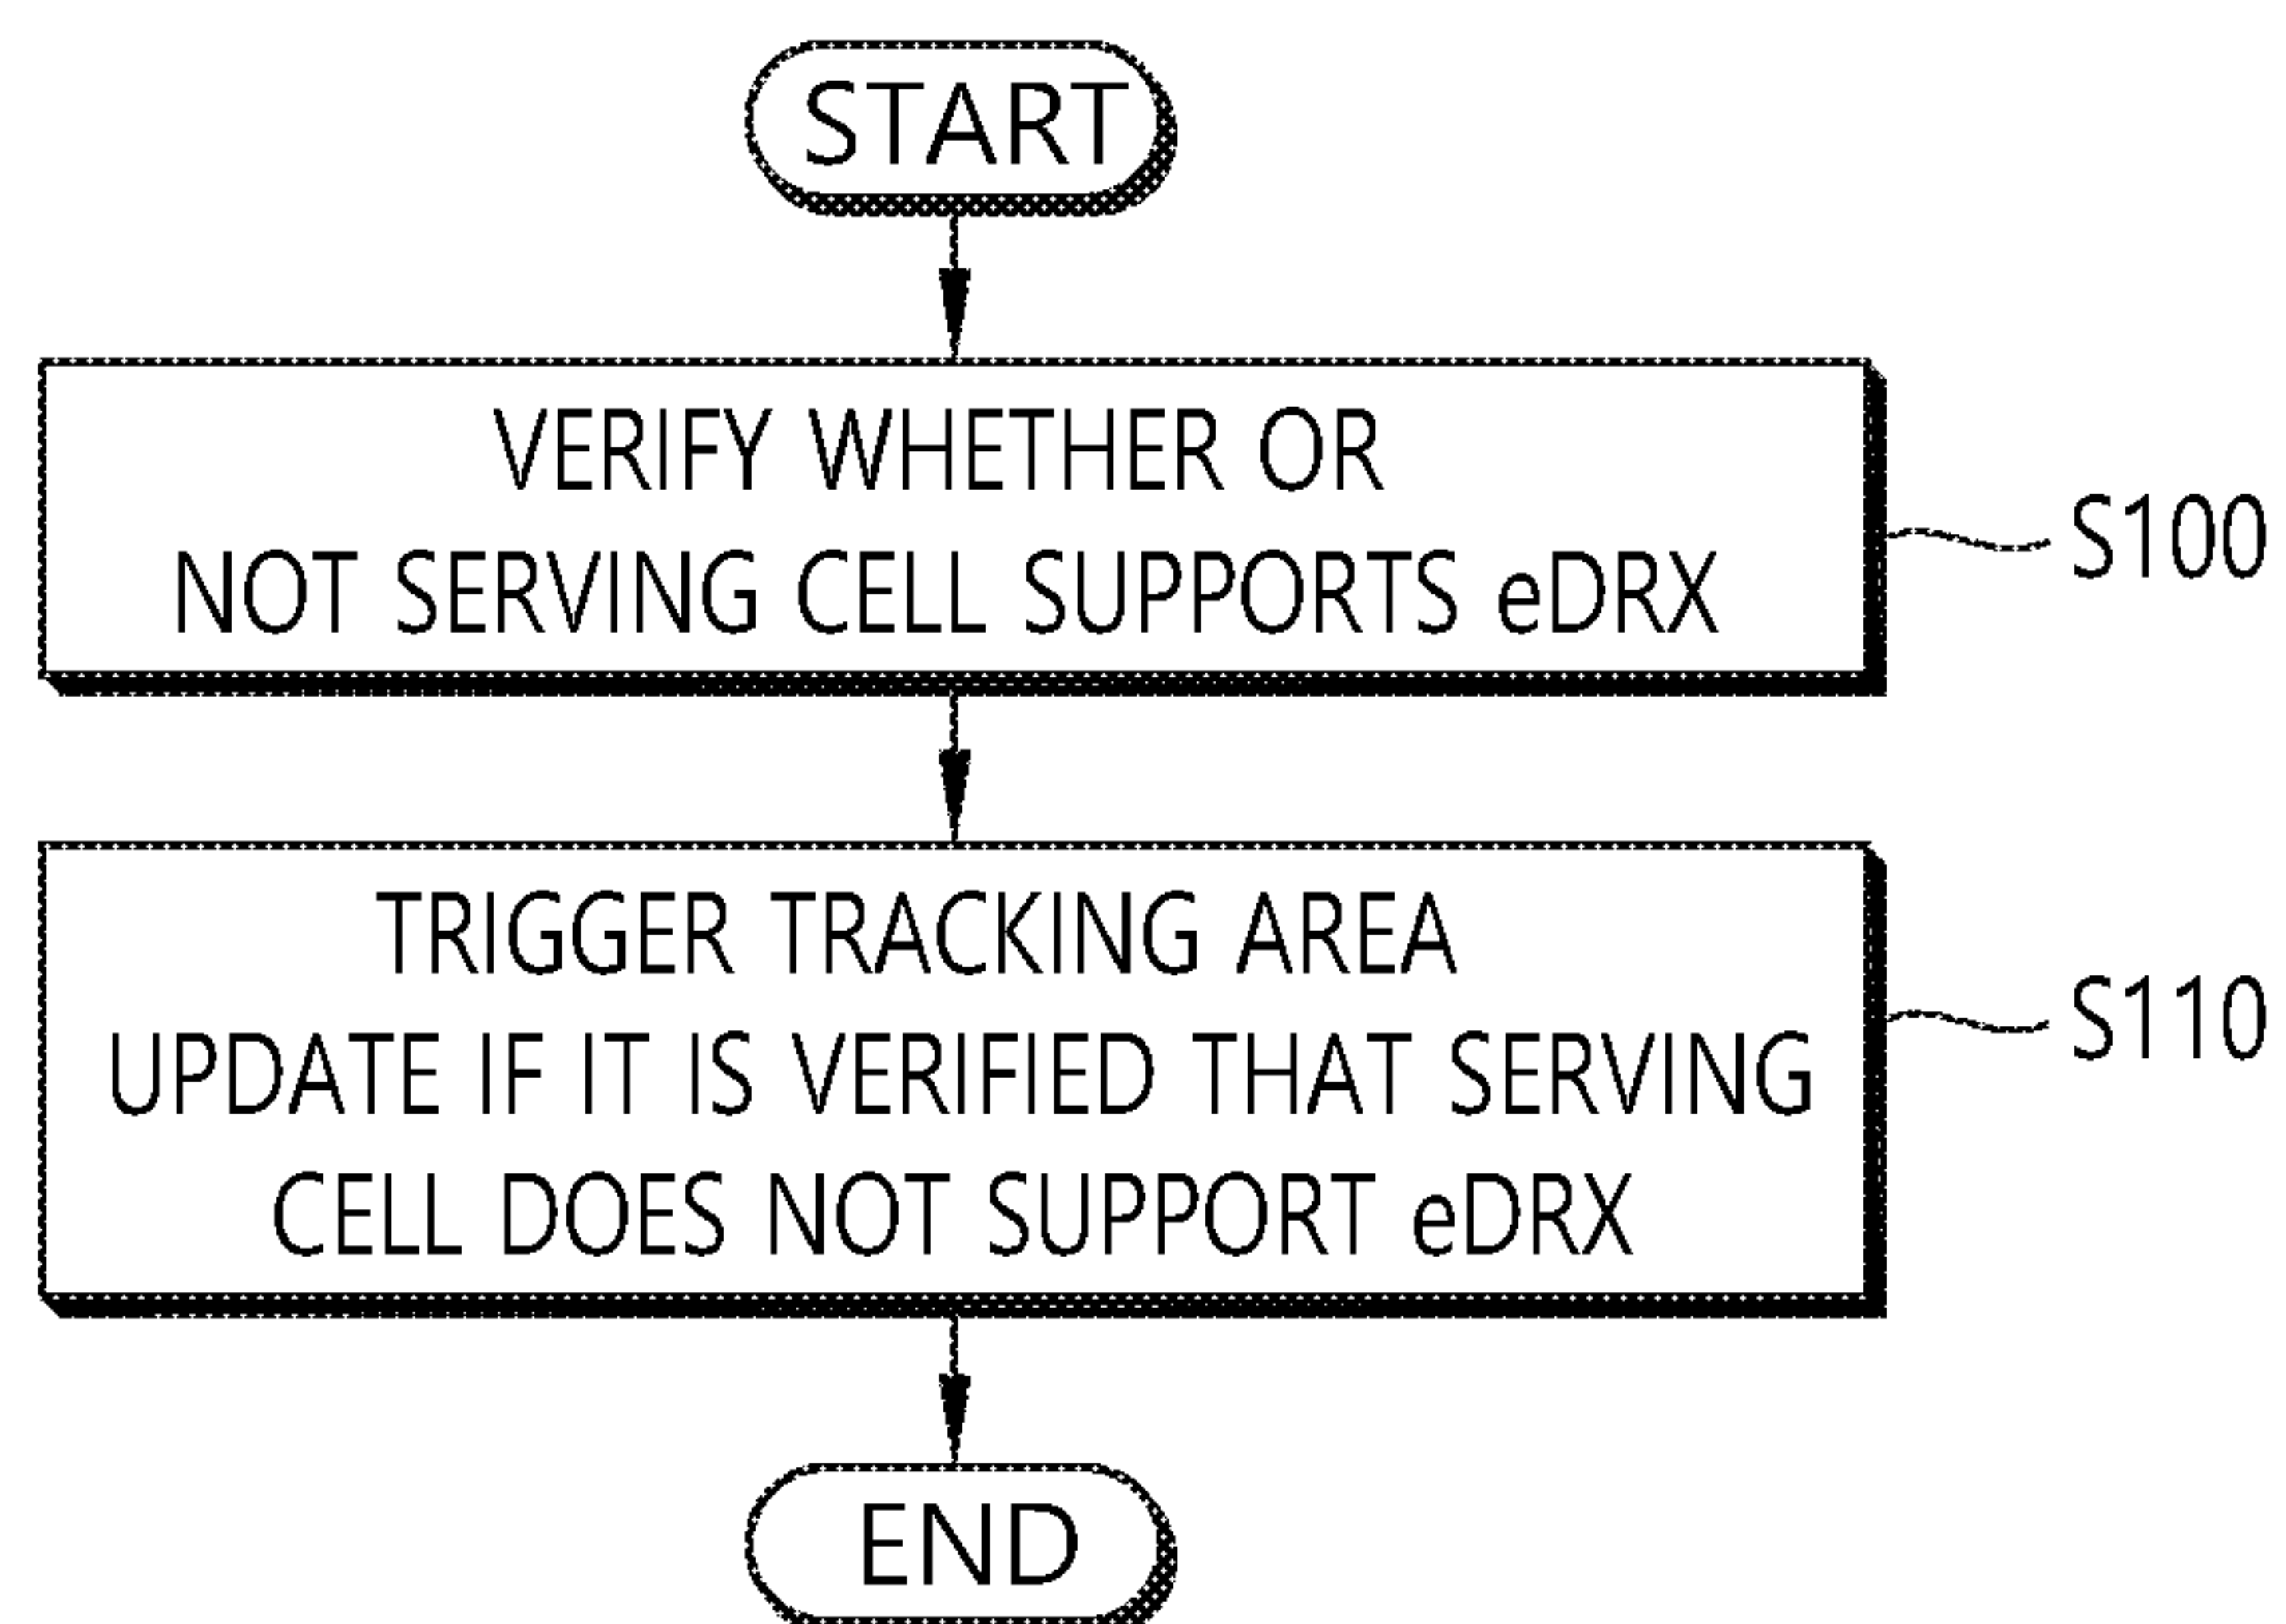 START
VERIFY WHETHER OR
NOT SERVING CELL SUPPORTS eDRX
S100
TRIGGER TRACKING AREA
UPDATE IF IT IS VERIFIED THAT SERVING
CELL DOES NOT SUPPORT eDRX
S110
END